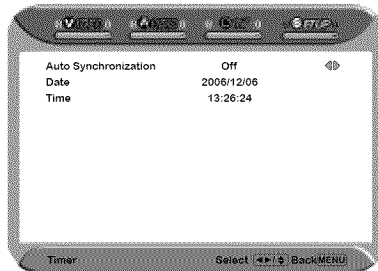 Auto Synchronization Off
Date 2006/12/06
Time 13:26:24
Timer Select ◄►/ Back MENU